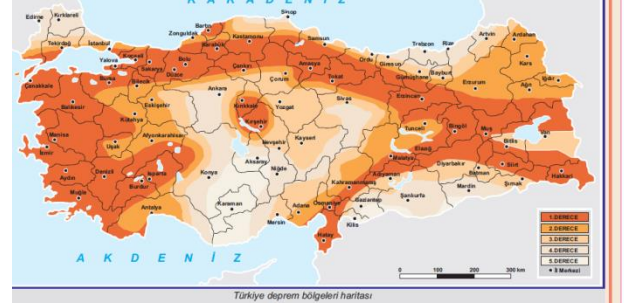 KARADENİZ
Edirne
Kırklareli
Tekirdağ
İstanbul
Zonguldak
Bartın
Karabük
Kastamonu
Sinop
Samsun
Ordu
Giresun
Trabzon
Rize
Artvin
Ardahan
Kars
Iğdır
Ağrı
Yalova
Kocaeli
Sakarya
Düzce
Bolu
Çankırı
Çorum
Amasya
Tokat
Gümüşhane
Bayburt
Erzurum
Erzincan
Çanakkale
Bursa
Bilecik
Balıkesir
Eskişehir
Kütahya
Ankara
Kırıkkale
Kırşehir
Yozgat
Sivas
Tunceli
Bingöl
Muş
Van
Bitlis
Manisa
İzmir
Uşak
Afyonkarahisar
Aksaray
Nevşehir
Kayseri
Niğde
Malatya
Elazığ
Diyarbakır
Batman
Siirt
Hakkari
Şırnak
Mardin
Aydın
Denizli
Muğla
Burdur
Isparta
Antalya
Konya
Karaman
Mersin
Adana
Osmaniye
Kahramanmaraş
Adıyaman
Gaziantep
Şanlıurfa
Kilis
Hatay
AKDENİZ
1.DERECE
2.DERECE
3.DERECE
4.DERECE
5.DERECE
İl Merkezi
0 100 200 300 km
Türkiye deprem bölgeleri haritası